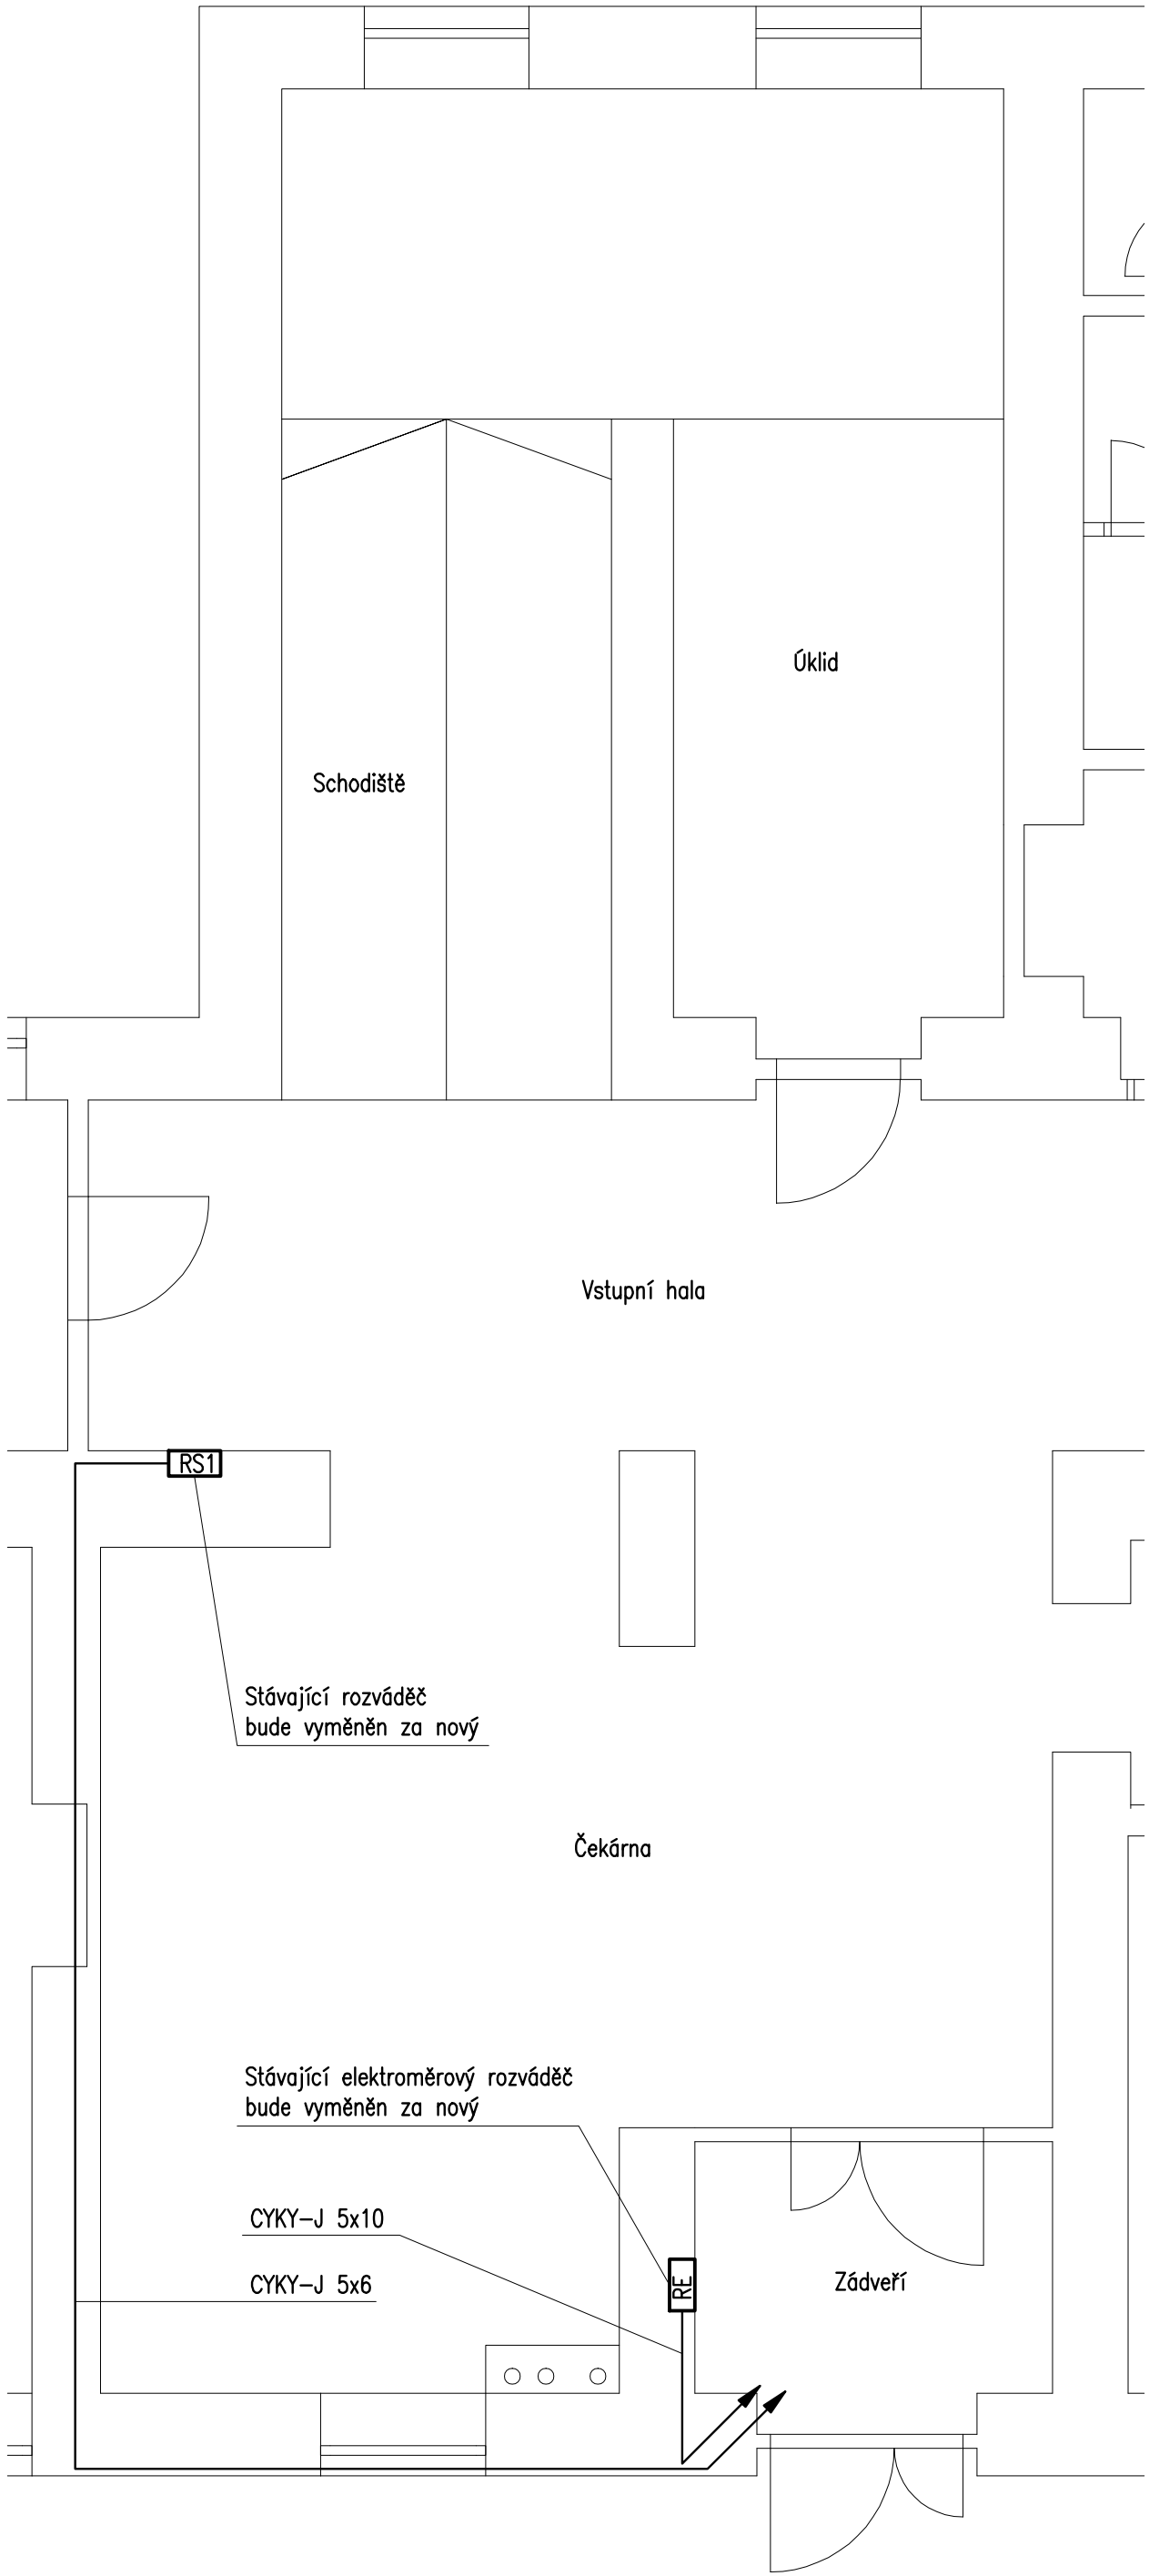 Úklid
Schodiště
Vstupní hala
RS1
Stávající rozváděč
bude vyměněn za nový
Čekárna
Stávající elektroměrový rozváděč
bude vyměněn za nový
CYKY-J 5x10
CYKY-J 5x6
RE
Zádveří